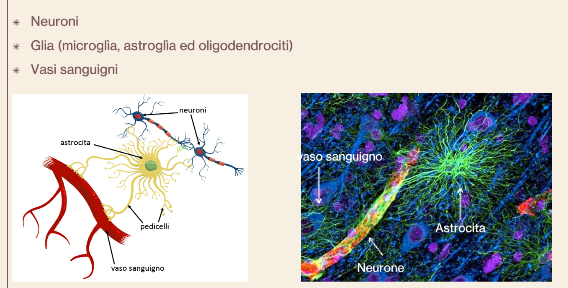 Neuroni
Glia (microglia, astroglia ed oligodendrociti)
Vasi sanguigni
neuroni
astrocita
pedicelli
vaso sanguigno
vaso sanguigno
Astrocita
Neurone